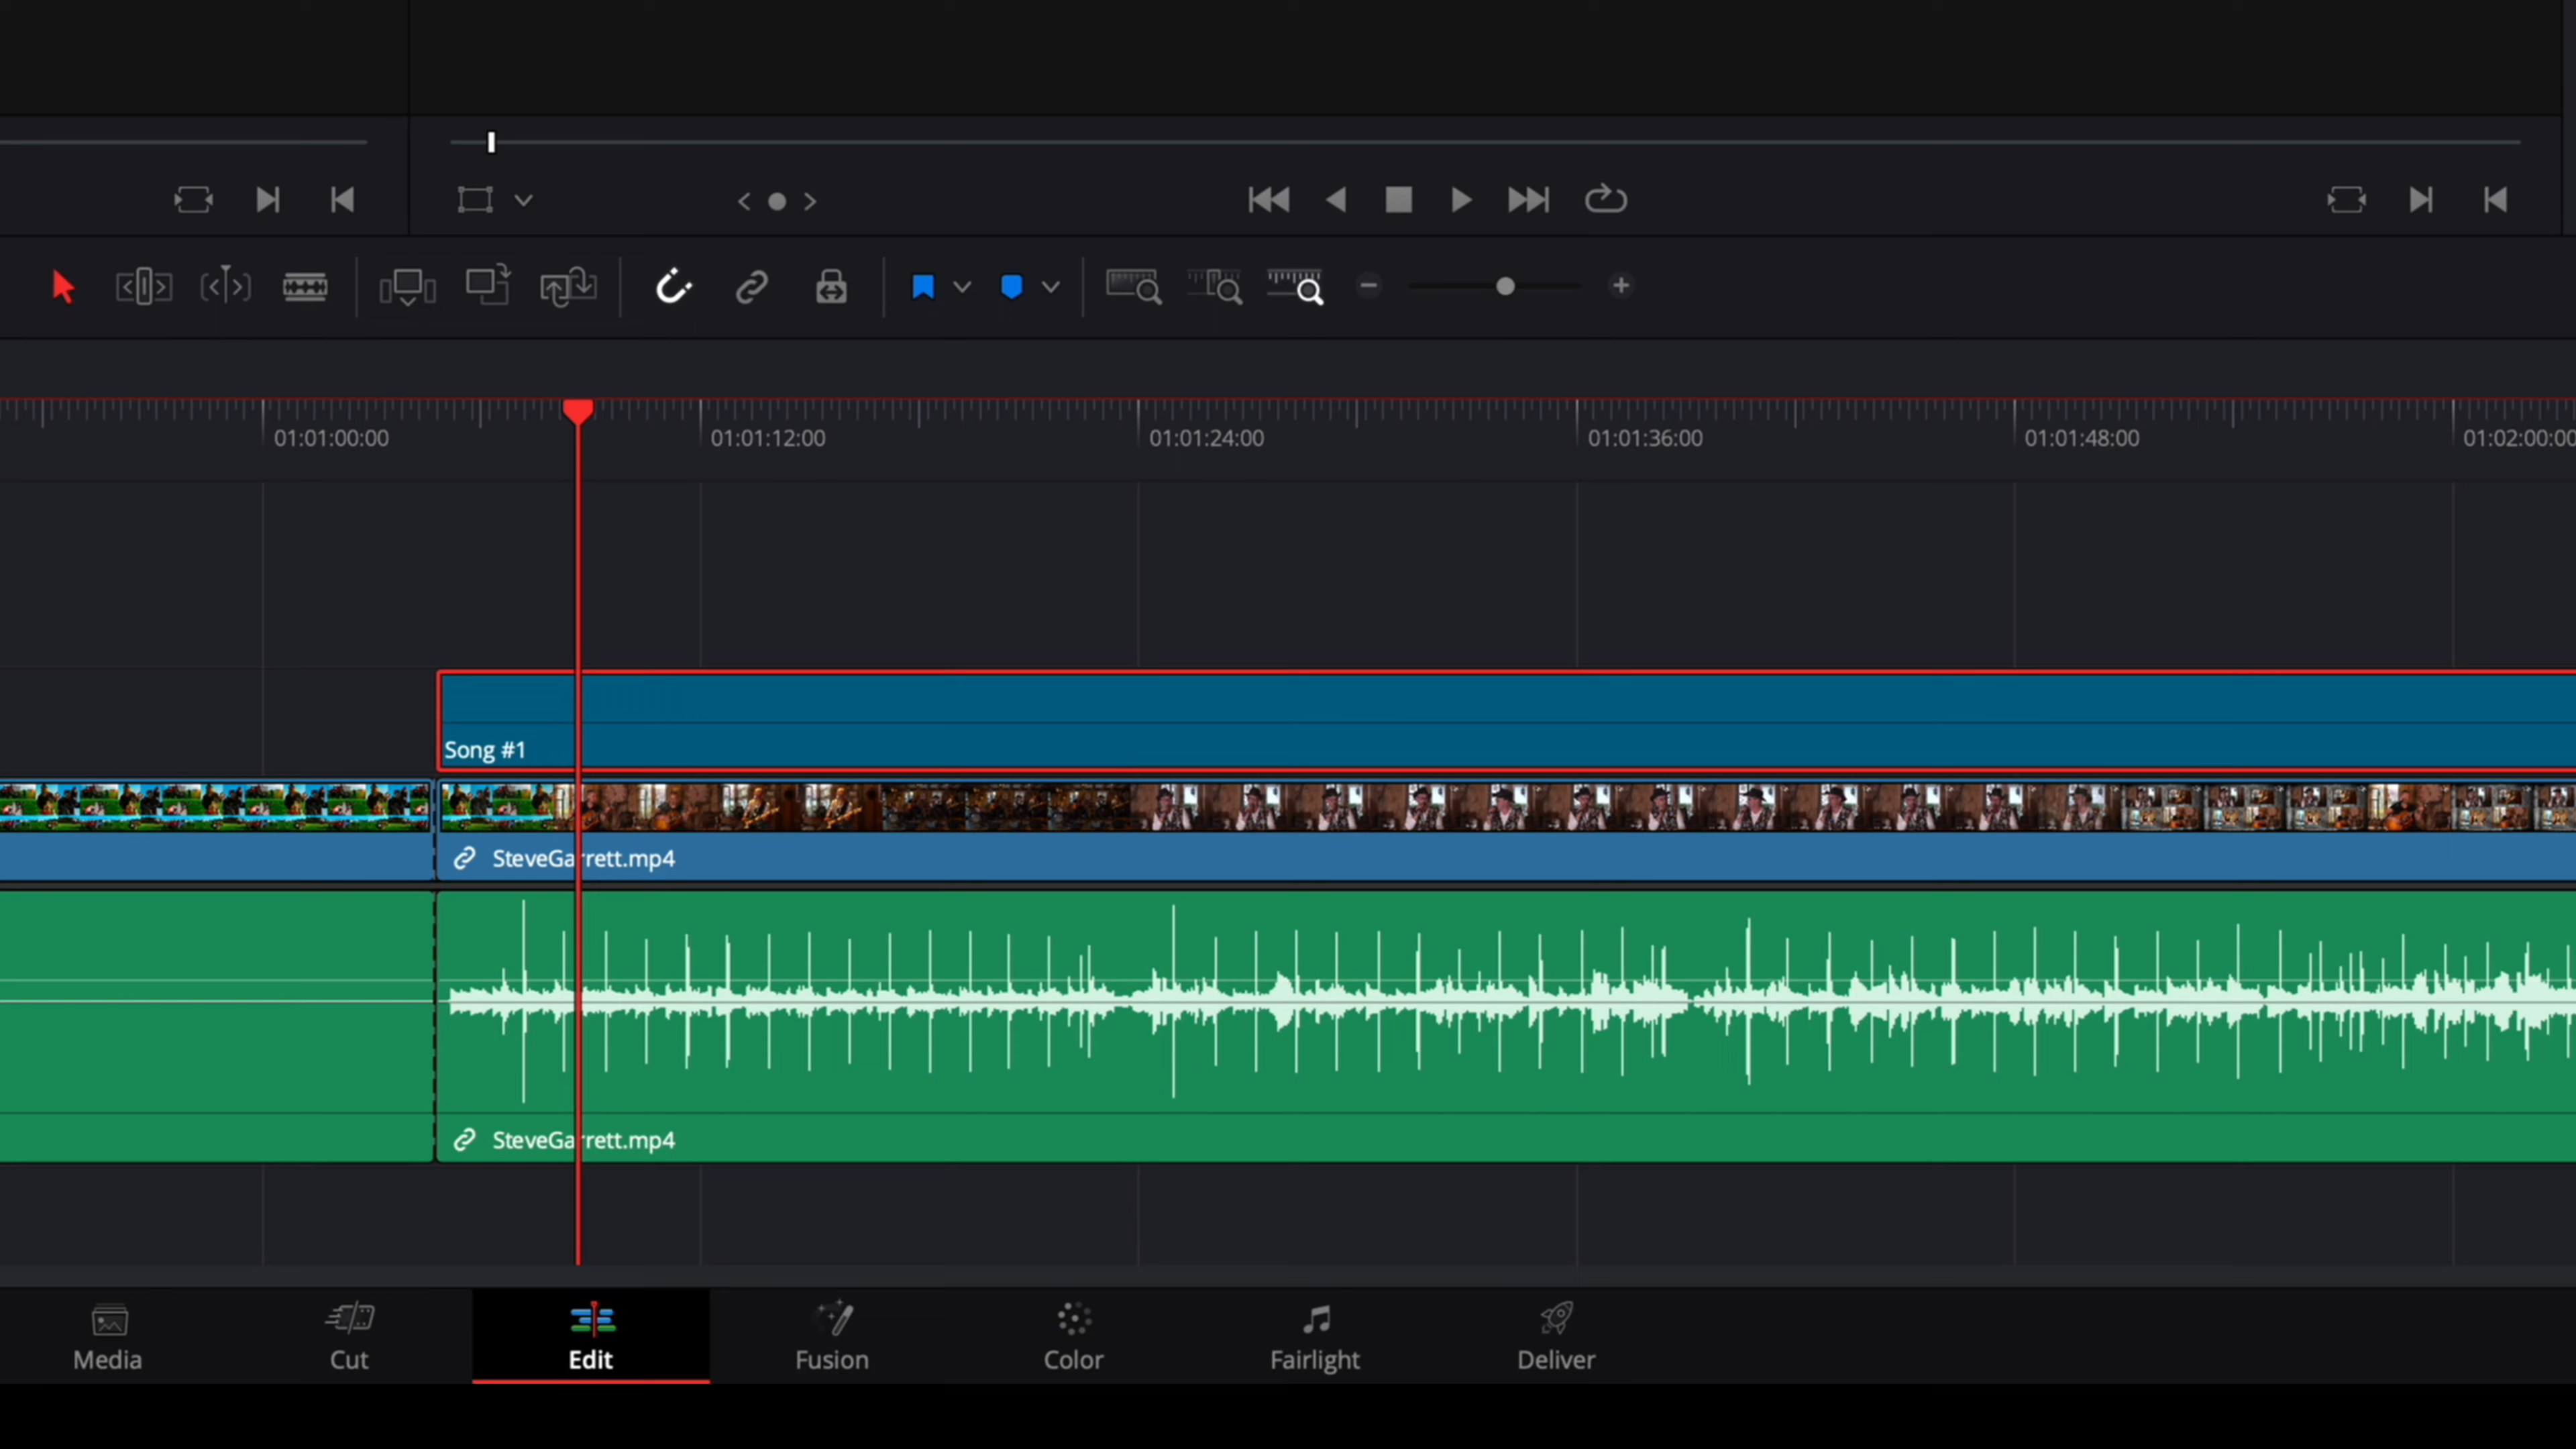 01:01:00:00
01:01:12:00
01:01:24:00
01:01:36:00
01:01:48:00
01:02:00:00
Song #1
SteveGarrett.mp4
SteveGarrett.mp4
Media
Cut
Edit
Fusion
Color
Fairlight
Deliver